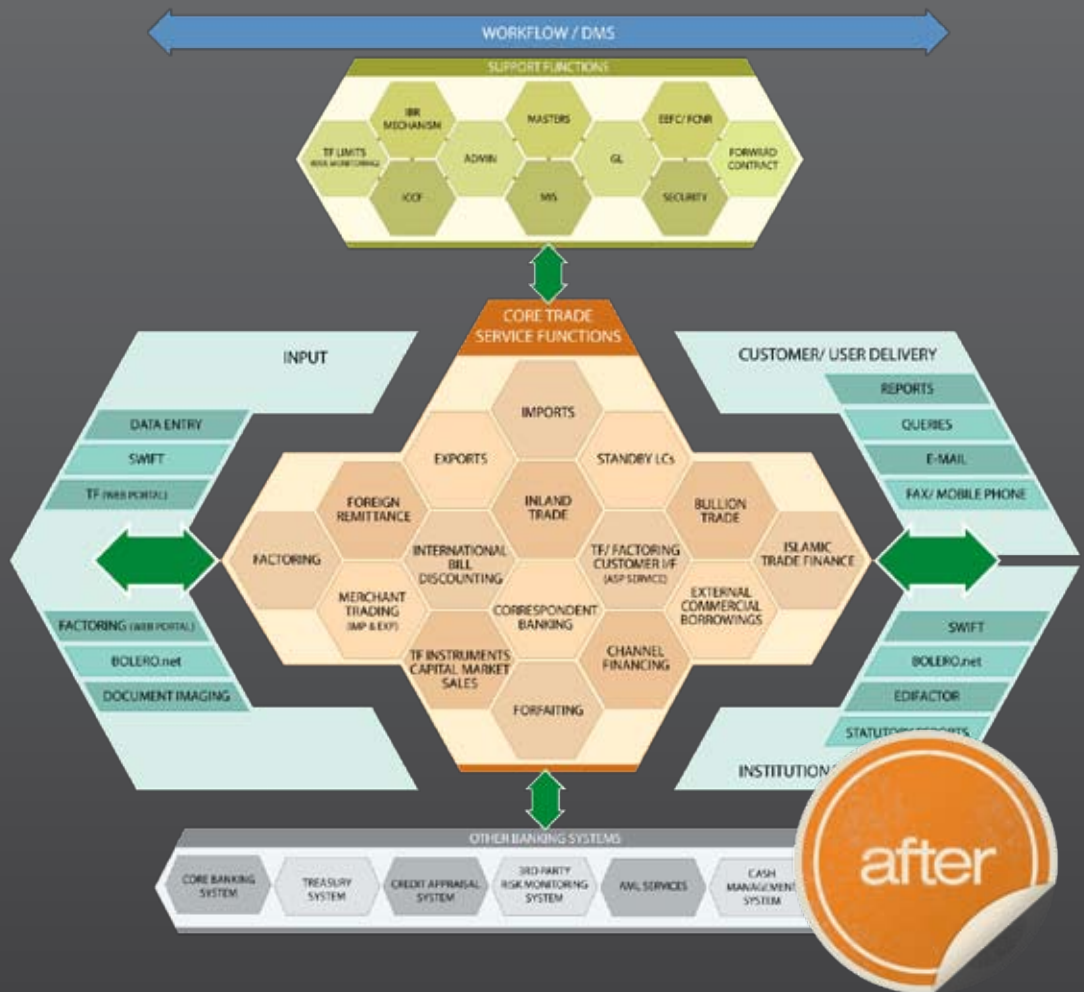 WORKFLOW / DMS
SUPPORT FUNCTIONS
IBR
MECHANISM
MASTERS
EEFC/ FCNR
TF LIMITS
(RISK MONITORING)
ADMIN
GL
FORWARD
CONTRACT
ICCF
MIS
SECURITY
CORE TRADE
SERVICE FUNCTIONS
INPUT
DATA ENTRY
SWIFT
TF (WEB PORTAL)
FACTORING (WEB PORTAL)
BOLERO.net
DOCUMENT IMAGING
IMPORTS
EXPORTS
STANDBY LCs
FOREIGN
REMITTANCE
INLAND
TRADE
BULLION
TRADE
FACTORING
INTERNATIONAL
BILL
DISCOUNTING
TF/ FACTORING
CUSTOMER I/F
(ASP SERVICE)
ISLAMIC
TRADE FINANCE
MERCHANT
TRADING
(IMP & EXP)
CORRESPONDENT
BANKING
EXTERNAL
COMMERCIAL
BORROWINGS
TF INSTRUMENTS
CAPITAL MARKET
SALES
CHANNEL
FINANCING
FORFAITING
CUSTOMER/ USER DELIVERY
REPORTS
QUERIES
E-MAIL
FAX/ MOBILE PHONE
SWIFT
BOLERO.net
EDIFACTOR
STATUTORY REPORTS
INSTITUTION
OTHER BANKING SYSTEMS
CORE BANKING
SYSTEM
TREASURY
SYSTEM
CREDIT APPRAISAL
SYSTEM
3RD-PARTY
RISK MONITORING
SYSTEM
AML SERVICES
CASH
MANAGEMENT
SYSTEM
after